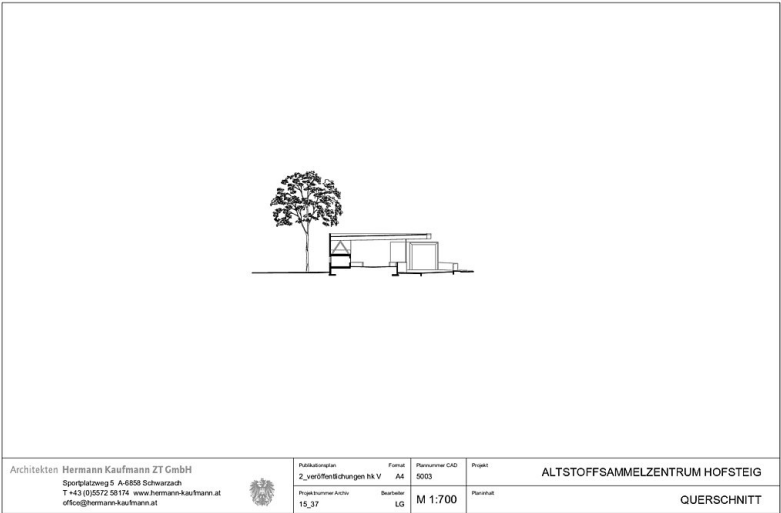 Architekten Hermann Kaufmann ZT GmbH
Sportplatzweg 5 A-6858 Schwarzach
T +43 (0)5572 58174 www.hermann-kaufmann.at
office@hermann-kaufmann.at
Publikationsplan Format
2_veröffentlichungen hk V A4
Projektnummer Archiv Bearbeiter
15_37 LG
Plannummer CAD
5003
M 1:700
Projekt
ALTSTOFFSAMMELZENTRUM HOFSTEIG
Planinhalt
QUERSCHNITT